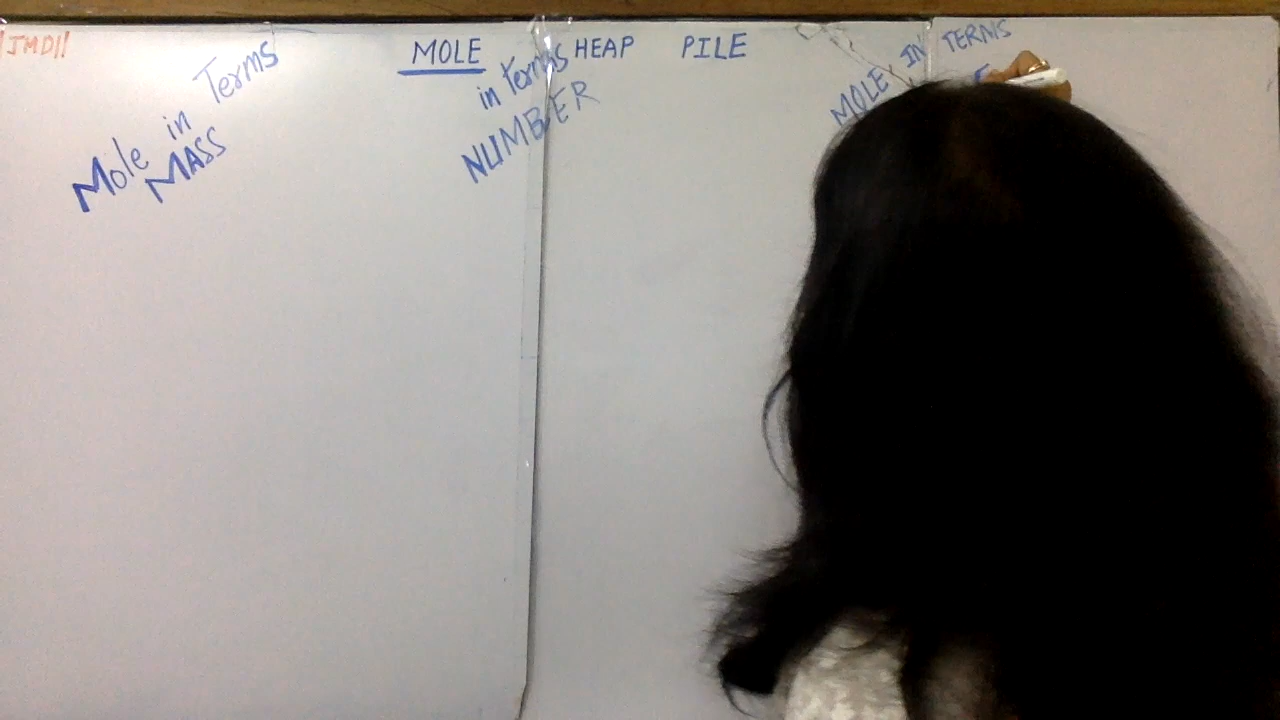 ||JMD||
MOLE HEAP PILE
Mole in Terms
MASS
in terms
NUMBER
MOLE IN TERMS